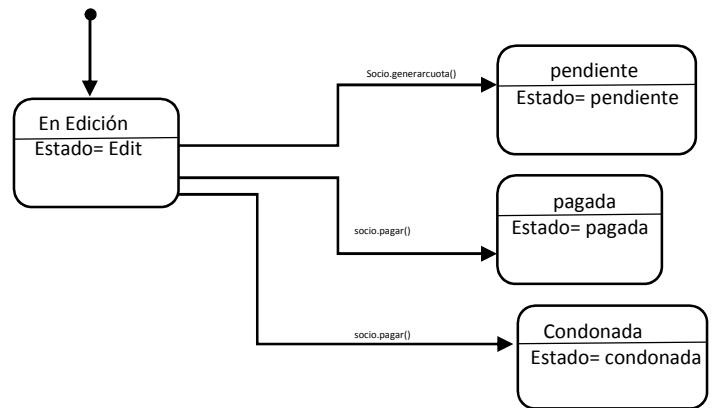 Socio.generarcuota()
pendiente
Estado= pendiente
En Edición
Estado= Edit
pagada
Estado= pagada
socio.pagar()
Condonada
Estado= condonada
socio.pagar()